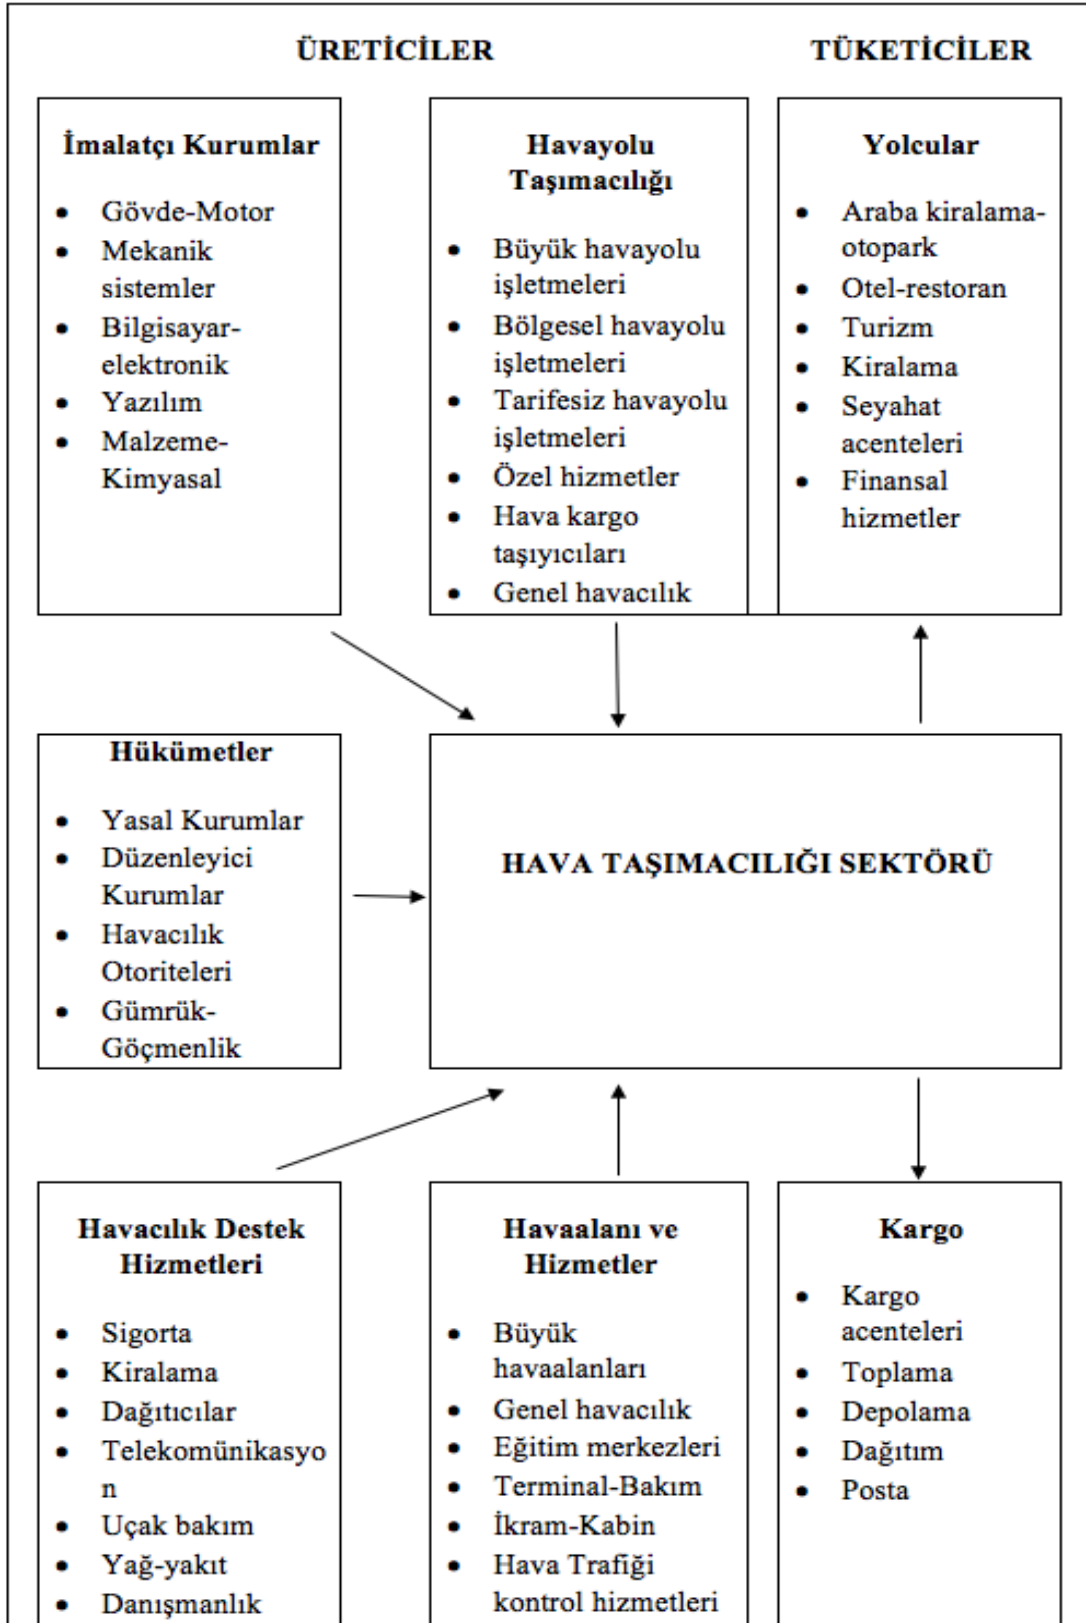 ÜRETİCİLER
TÜKETİCİLER
İmalatçı Kurumlar
• Gövde-Motor
• Mekanik
sistemler
• Bilgisayar-
elektronik
• Yazılım
• Malzeme-
Kimyasal
Havayolu
Taşımacılığı
• Büyük havayolu
işletmeleri
• Bölgesel havayolu
işletmeleri
• Tarifesiz havayolu
işletmeleri
• Özel hizmetler
• Hava kargo
taşıyıcıları
• Genel havacılık
Yolcular
• Araba kiralama-
otopark
• Otel-restoran
• Turizm
• Kiralama
• Seyahat
acenteleri
• Finansal
hizmetler
Hükümetler
• Yasal Kurumlar
• Düzenleyici
Kurumlar
• Havacılık
Otoriteleri
• Gümrük-
Göçmenlik
HAVA TAŞIMACILIĞI SEKTÖRÜ
Havacılık Destek
Hizmetleri
• Sigorta
• Kiralama
• Dağıtıcılar
• Telekomünikasyo
n
• Uçak bakım
• Yağ-yakıt
• Danışmanlık
Havaalanı ve
Hizmetler
• Büyük
havaalanları
• Genel havacılık
• Eğitim merkezleri
• Terminal-Bakım
• İkram-Kabin
• Hava Trafiği
kontrol hizmetleri
Kargo
• Kargo
acenteleri
• Toplama
• Depolama
• Dağıtım
• Posta